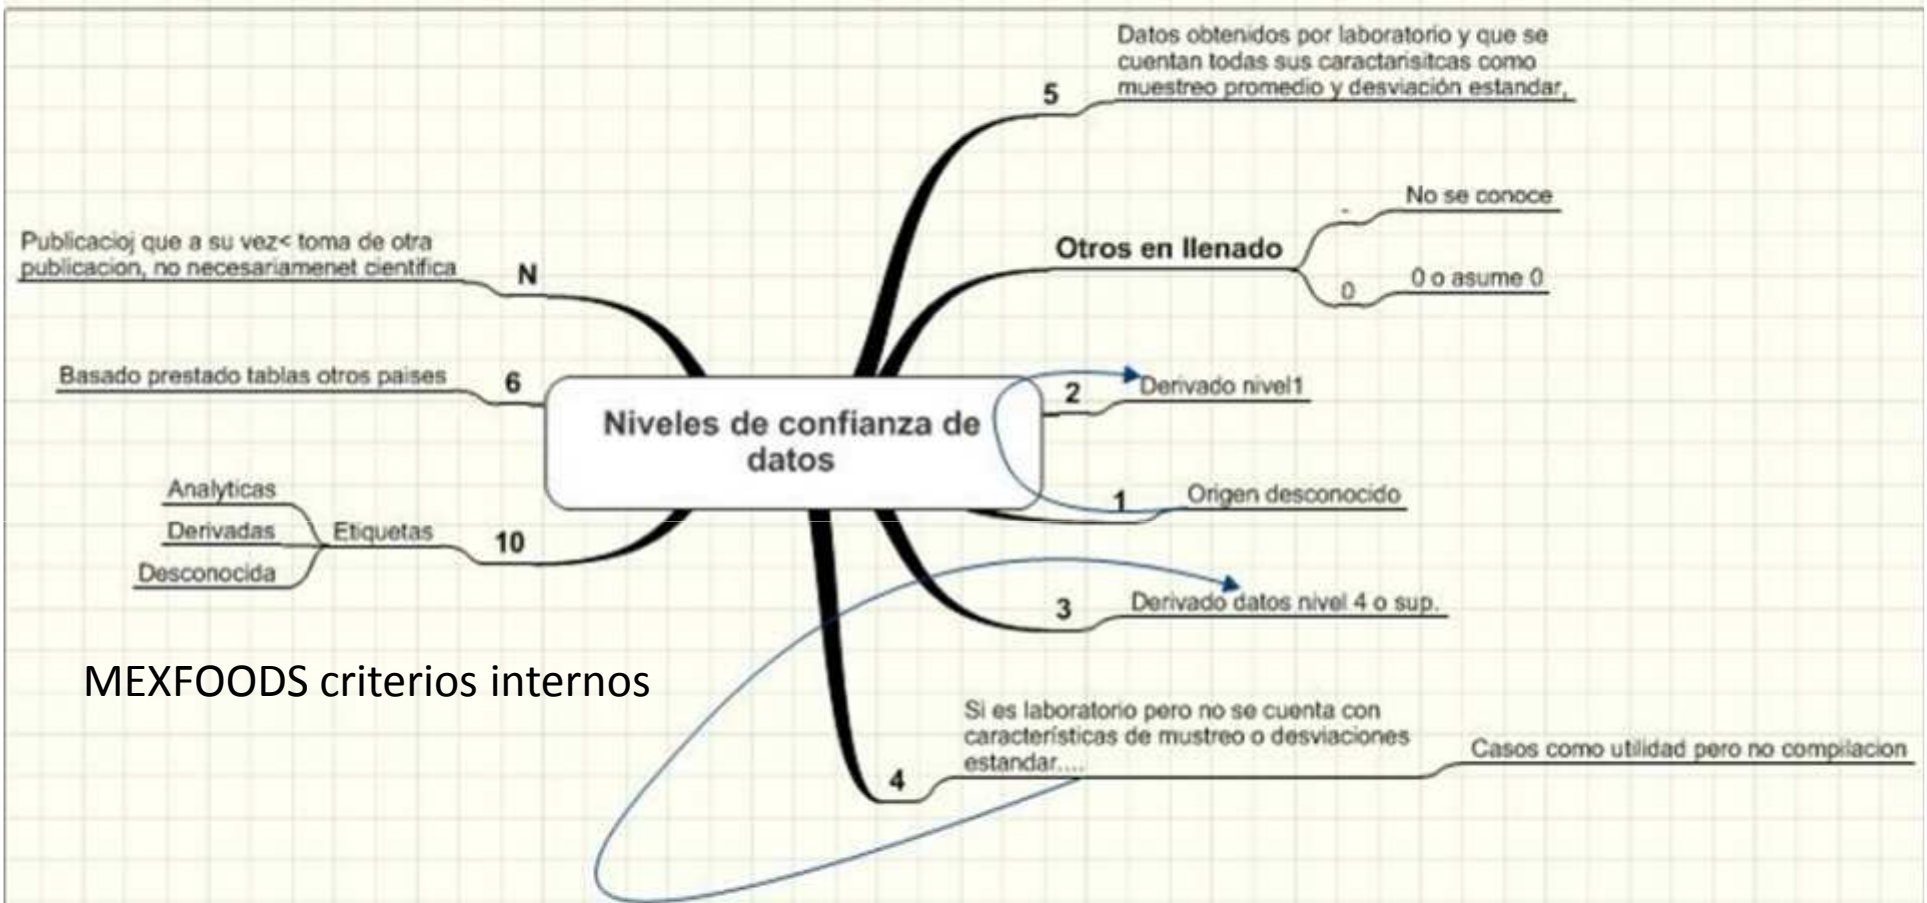 Datos obtenidos por laboratorio y que se
cuentan todas sus caractarisitcas como
muestreo promedio y desviación estandar,
5
No se conoce
-
Otros en llenado
0 o asume 0
0
Publicacioj que a su vez< toma de otra
publicacion, no necesariamenet científica
N
Basado prestado tablas otros paises
6
Niveles de confianza de
datos
2
Derivado nivel1
1
Origen desconocido
Analyticas
Derivadas
Desconocida
Etiquetas
10
3
Derivado datos nivel 4 o sup.
MEXFOODS criterios internos
Si es laboratorio pero no se cuenta con
características de mustreo o desviaciones
estandar....
4
Casos como utilidad pero no compilacion